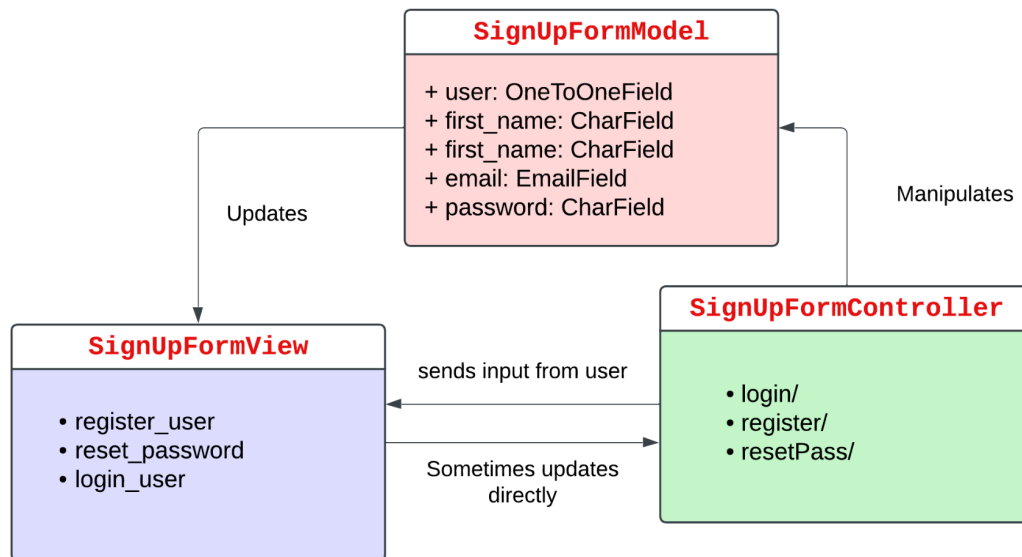 SignUpFormModel
+ user: OneToOneField
+ first_name: CharField
+ first_name: CharField
+ email: EmailField
+ password: CharField
Updates
Manipulates
SignUpFormView
• register_user
• reset_password
• login_user
sends input from user
Sometimes updates
directly
SignUpFormController
• login/
• register/
• resetPass/